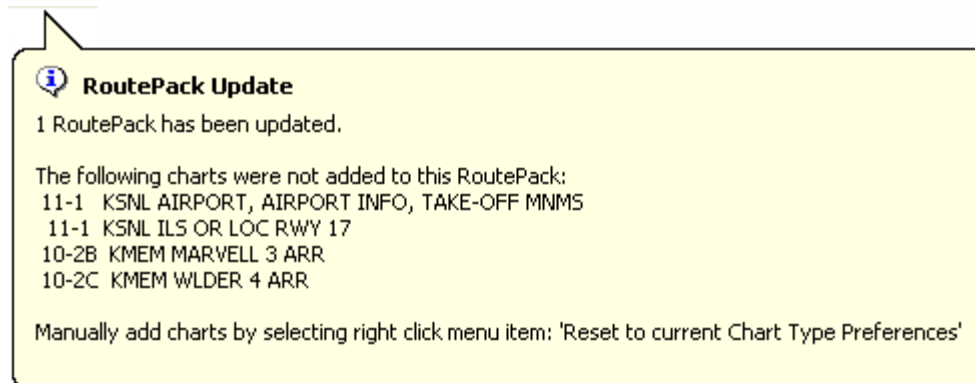 RoutePack Update
1 RoutePack has been updated.
The following charts were not added to this RoutePack:
11-1 KSNL AIRPORT, AIRPORT INFO, TAKE-OFF MNMS
11-1 KSNL ILS OR LOC RWY 17
10-2B KMEM MARVELL 3 ARR
10-2C KMEM WLDER 4 ARR
Manually add charts by selecting right click menu item: 'Reset to current Chart Type Preferences'